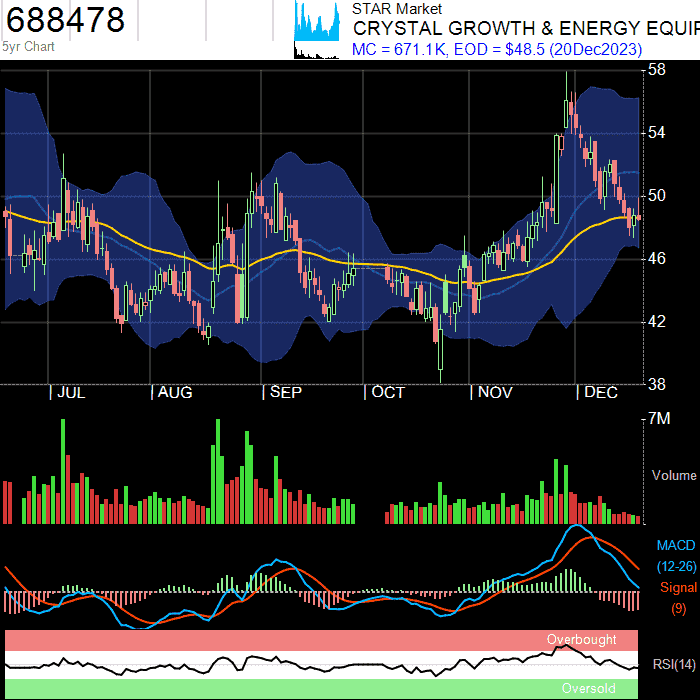 688478
5yr Chart
STAR Market
CRYSTAL GROWTH & ENERGY EQUIP
MC = 671.1K, EOD = $48.5 (20Dec2023)
58
54
50
46
42
38
| JUL | AUG | SEP | OCT | NOV | DEC
7M
Volume
MACD
(12-26)
Signal
(9)
Overbought
RSI(14)
Oversold